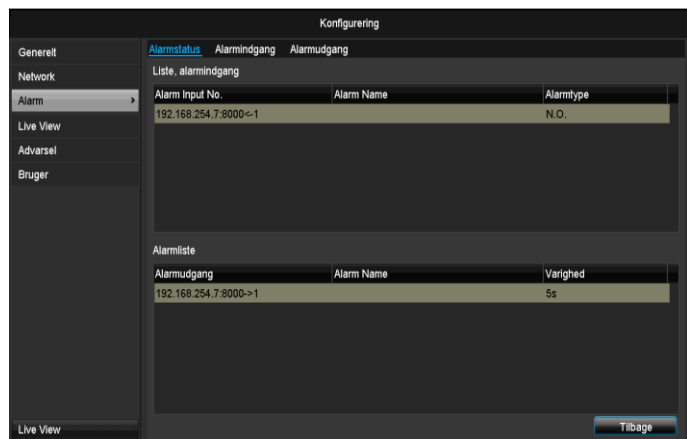 Konfigurering
Generelt
Network
Alarm
Live View
Advarsel
Bruger
Live View
Alarmstatus Alarmindgang Alarmudgang
Liste, alarmindgang
Alarm Input No. Alarm Name Alarmtype
192.168.254.7:8000<-1 N.O.
Alarmliste
Alarmudgang Alarm Name Varighed
192.168.254.7:8000->1 5s
Tilbage